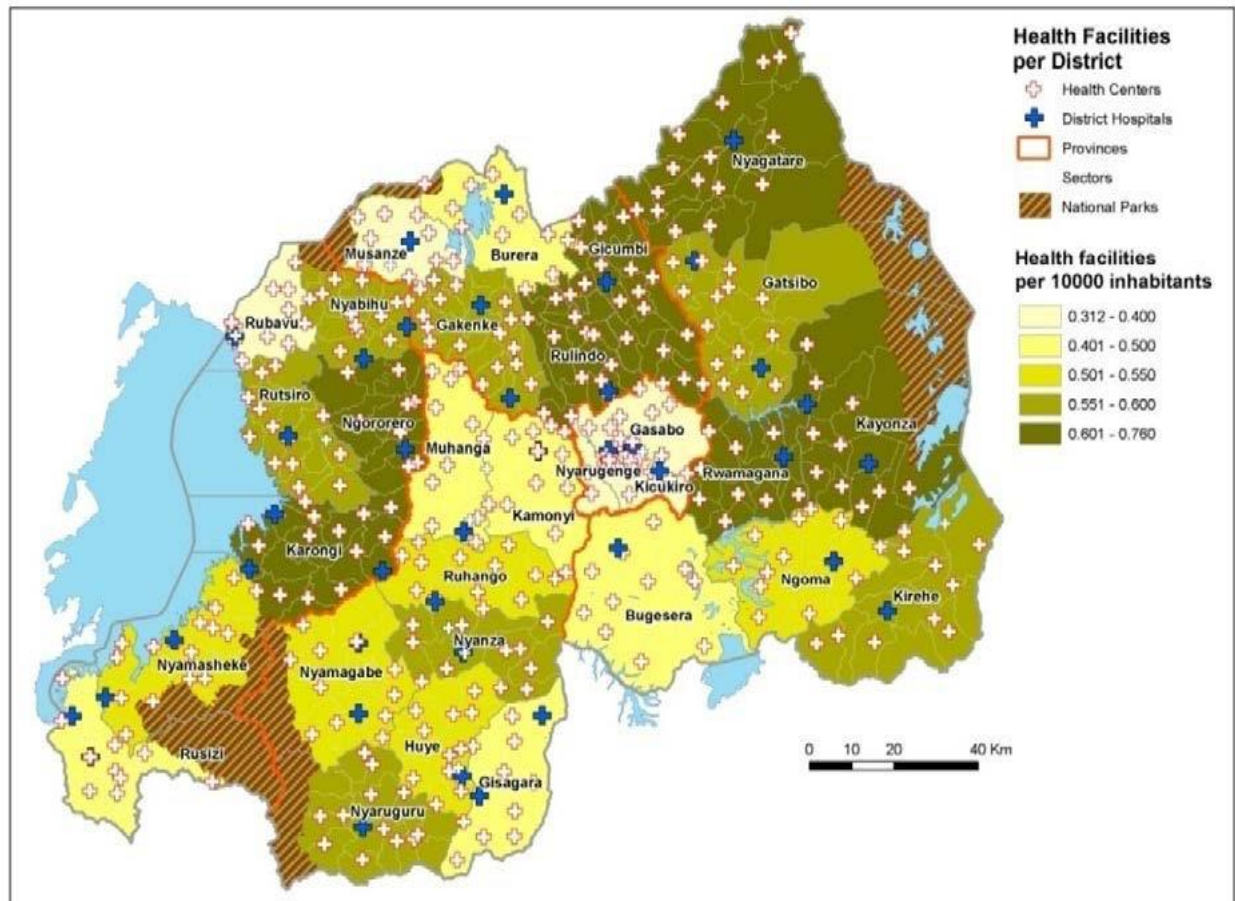 Health Facilities
per District
Health Centers
District Hospitals
Provinces
Sectors
National Parks
Health facilities
per 10000 inhabitants
0.312 - 0.400
0.401 - 0.500
0.501 - 0.550
0.551 - 0.600
0.601 - 0.760
Nyagatare
Musanze
Burera
Gicumbi
Gatsibo
Nyabihu
Rubavu
Gakenke
Rulindo
Rutsiro
Ngororero
Muhanga
Gasabo
Kayonza
Nyarugenge
Kicukiro
Rwamagana
Kamonyi
Karongi
Ruhango
Ngoma
Kirehe
Bugesera
Nyanza
Nyamasheke
Nyamagabe
Huye
Rusizi
Gisagara
Nyaruguru
0 10 20 40 Km